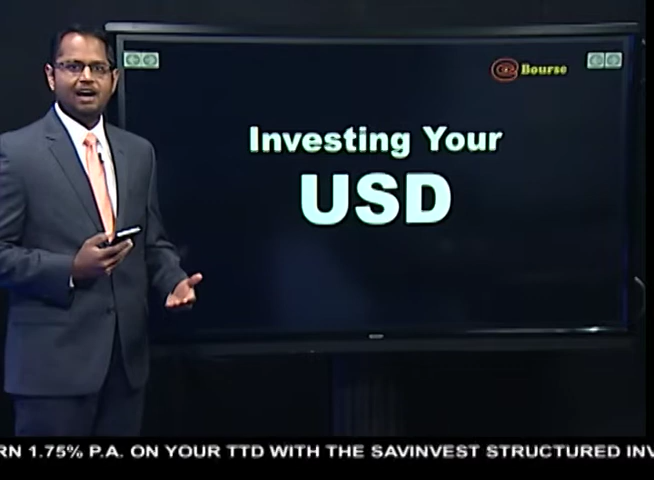 Bourse
Investing Your
USD
RN 1.75% P.A. ON YOUR TTD WITH THE SAVINVEST STRUCTURED INV